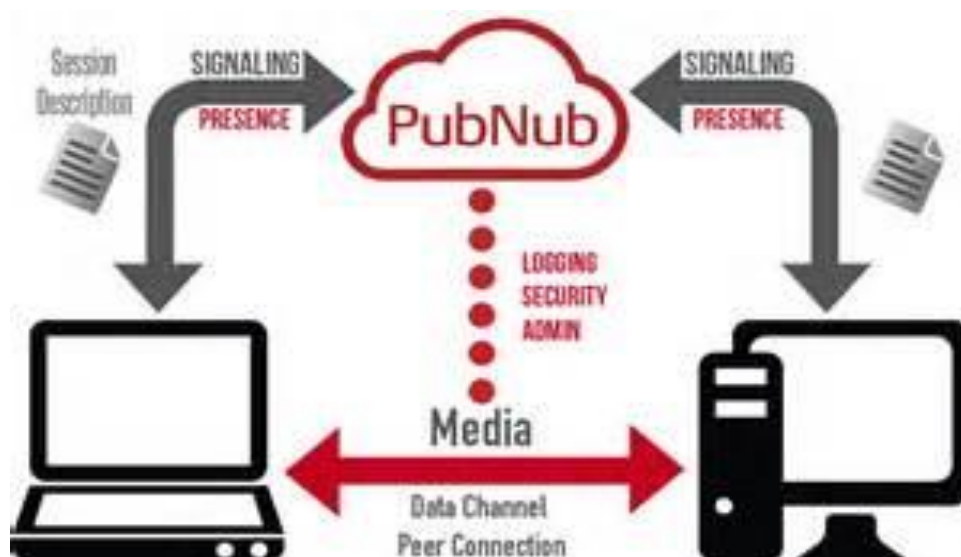 Session
Description
SIGNALING
PRESENCE
PubNub
SIGNALING
PRESENCE
LOGGING
SECURITY
ADMIN
Media
Data Channel
Peer Connection